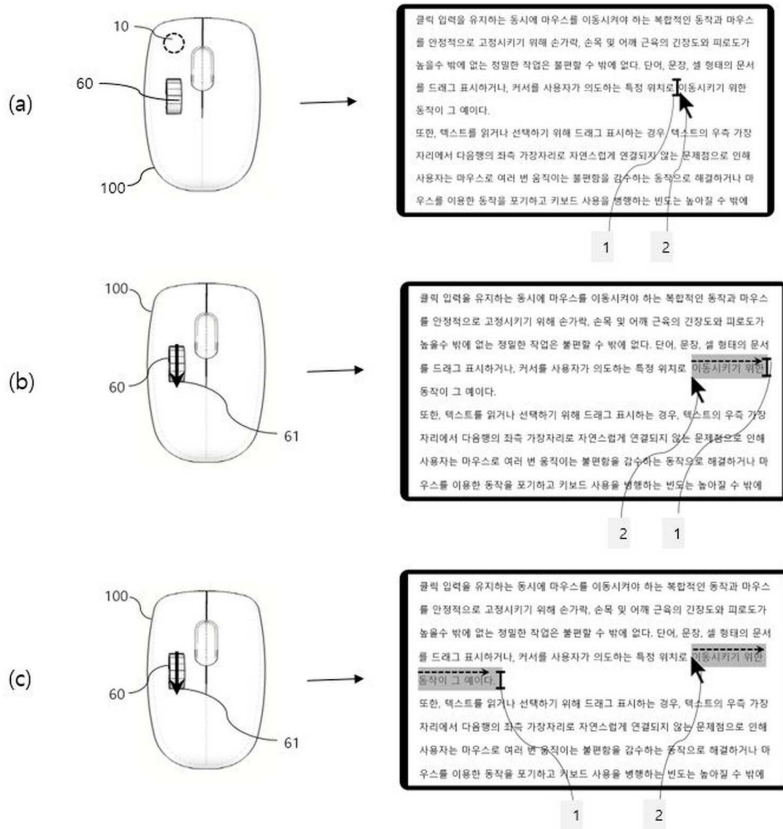 (a)
10
60
100
클릭 입력을 유지하는 동시에 마우스를 이동시켜야 하는 복합적인 동작과 마우스
를 안정적으로 고정시키기 위해 손가락, 손목 및 어깨 근육의 긴장도와 피로도가
높을수 밖에 없는 정밀한 작업은 불편할 수 밖에 없다. 단어, 문장, 셀 형태의 문서
를 드래그 표시하거나, 커서를 사용자가 의도하는 특정 위치로 이동시키기 위한
동작이 그 예이다.
또한, 텍스트를 읽거나 선택하기 위해 드래그 표시하는 경우, 텍스트의 우측 가장
자리에서 다음행의 좌측 가장자리로 자연스럽게 연결되지 않는 문제점으로 인해
사용자는 마우스로 여러 번 움직이는 불편함을 감수하는 동작으로 해결하거나 마
우스를 이용한 동작을 포기하고 키보드 사용을 병행하는 빈도는 높아질 수 밖에
1
2
(b)
100
60
61
클릭 입력을 유지하는 동시에 마우스를 이동시켜야 하는 복합적인 동작과 마우스
를 안정적으로 고정시키기 위해 손가락, 손목 및 어깨 근육의 긴장도와 피로도가
높을수 밖에 없는 정밀한 작업은 불편할 수 밖에 없다. 단어, 문장, 셀 형태의 문서
를 드래그 표시하거나, 커서를 사용자가 의도하는 특정 위치로 이동시키기 위한
동작이 그 예이다.
또한, 텍스트를 읽거나 선택하기 위해 드래그 표시하는 경우, 텍스트의 우측 가장
자리에서 다음행의 좌측 가장자리로 자연스럽게 연결되지 않는 문제점으로 인해
사용자는 마우스로 여러 번 움직이는 불편함을 감수하는 동작으로 해결하거나 마
우스를 이용한 동작을 포기하고 키보드 사용을 병행하는 빈도는 높아질 수 밖에
2
1
(c)
100
60
61
클릭 입력을 유지하는 동시에 마우스를 이동시켜야 하는 복합적인 동작과 마우스
를 안정적으로 고정시키기 위해 손가락, 손목 및 어깨 근육의 긴장도와 피로도가
높을수 밖에 없는 정밀한 작업은 불편할 수 밖에 없다. 단어, 문장, 셀 형태의 문서
를 드래그 표시하거나, 커서를 사용자가 의도하는 특정 위치로 이동시키기 위한
동작이 그 예이다.
또한, 텍스트를 읽거나 선택하기 위해 드래그 표시하는 경우, 텍스트의 우측 가장
자리에서 다음행의 좌측 가장자리로 자연스럽게 연결되지 않는 문제점으로 인해
사용자는 마우스로 여러 번 움직이는 불편함을 감수하는 동작으로 해결하거나 마
우스를 이용한 동작을 포기하고 키보드 사용을 병행하는 빈도는 높아질 수 밖에
1
2